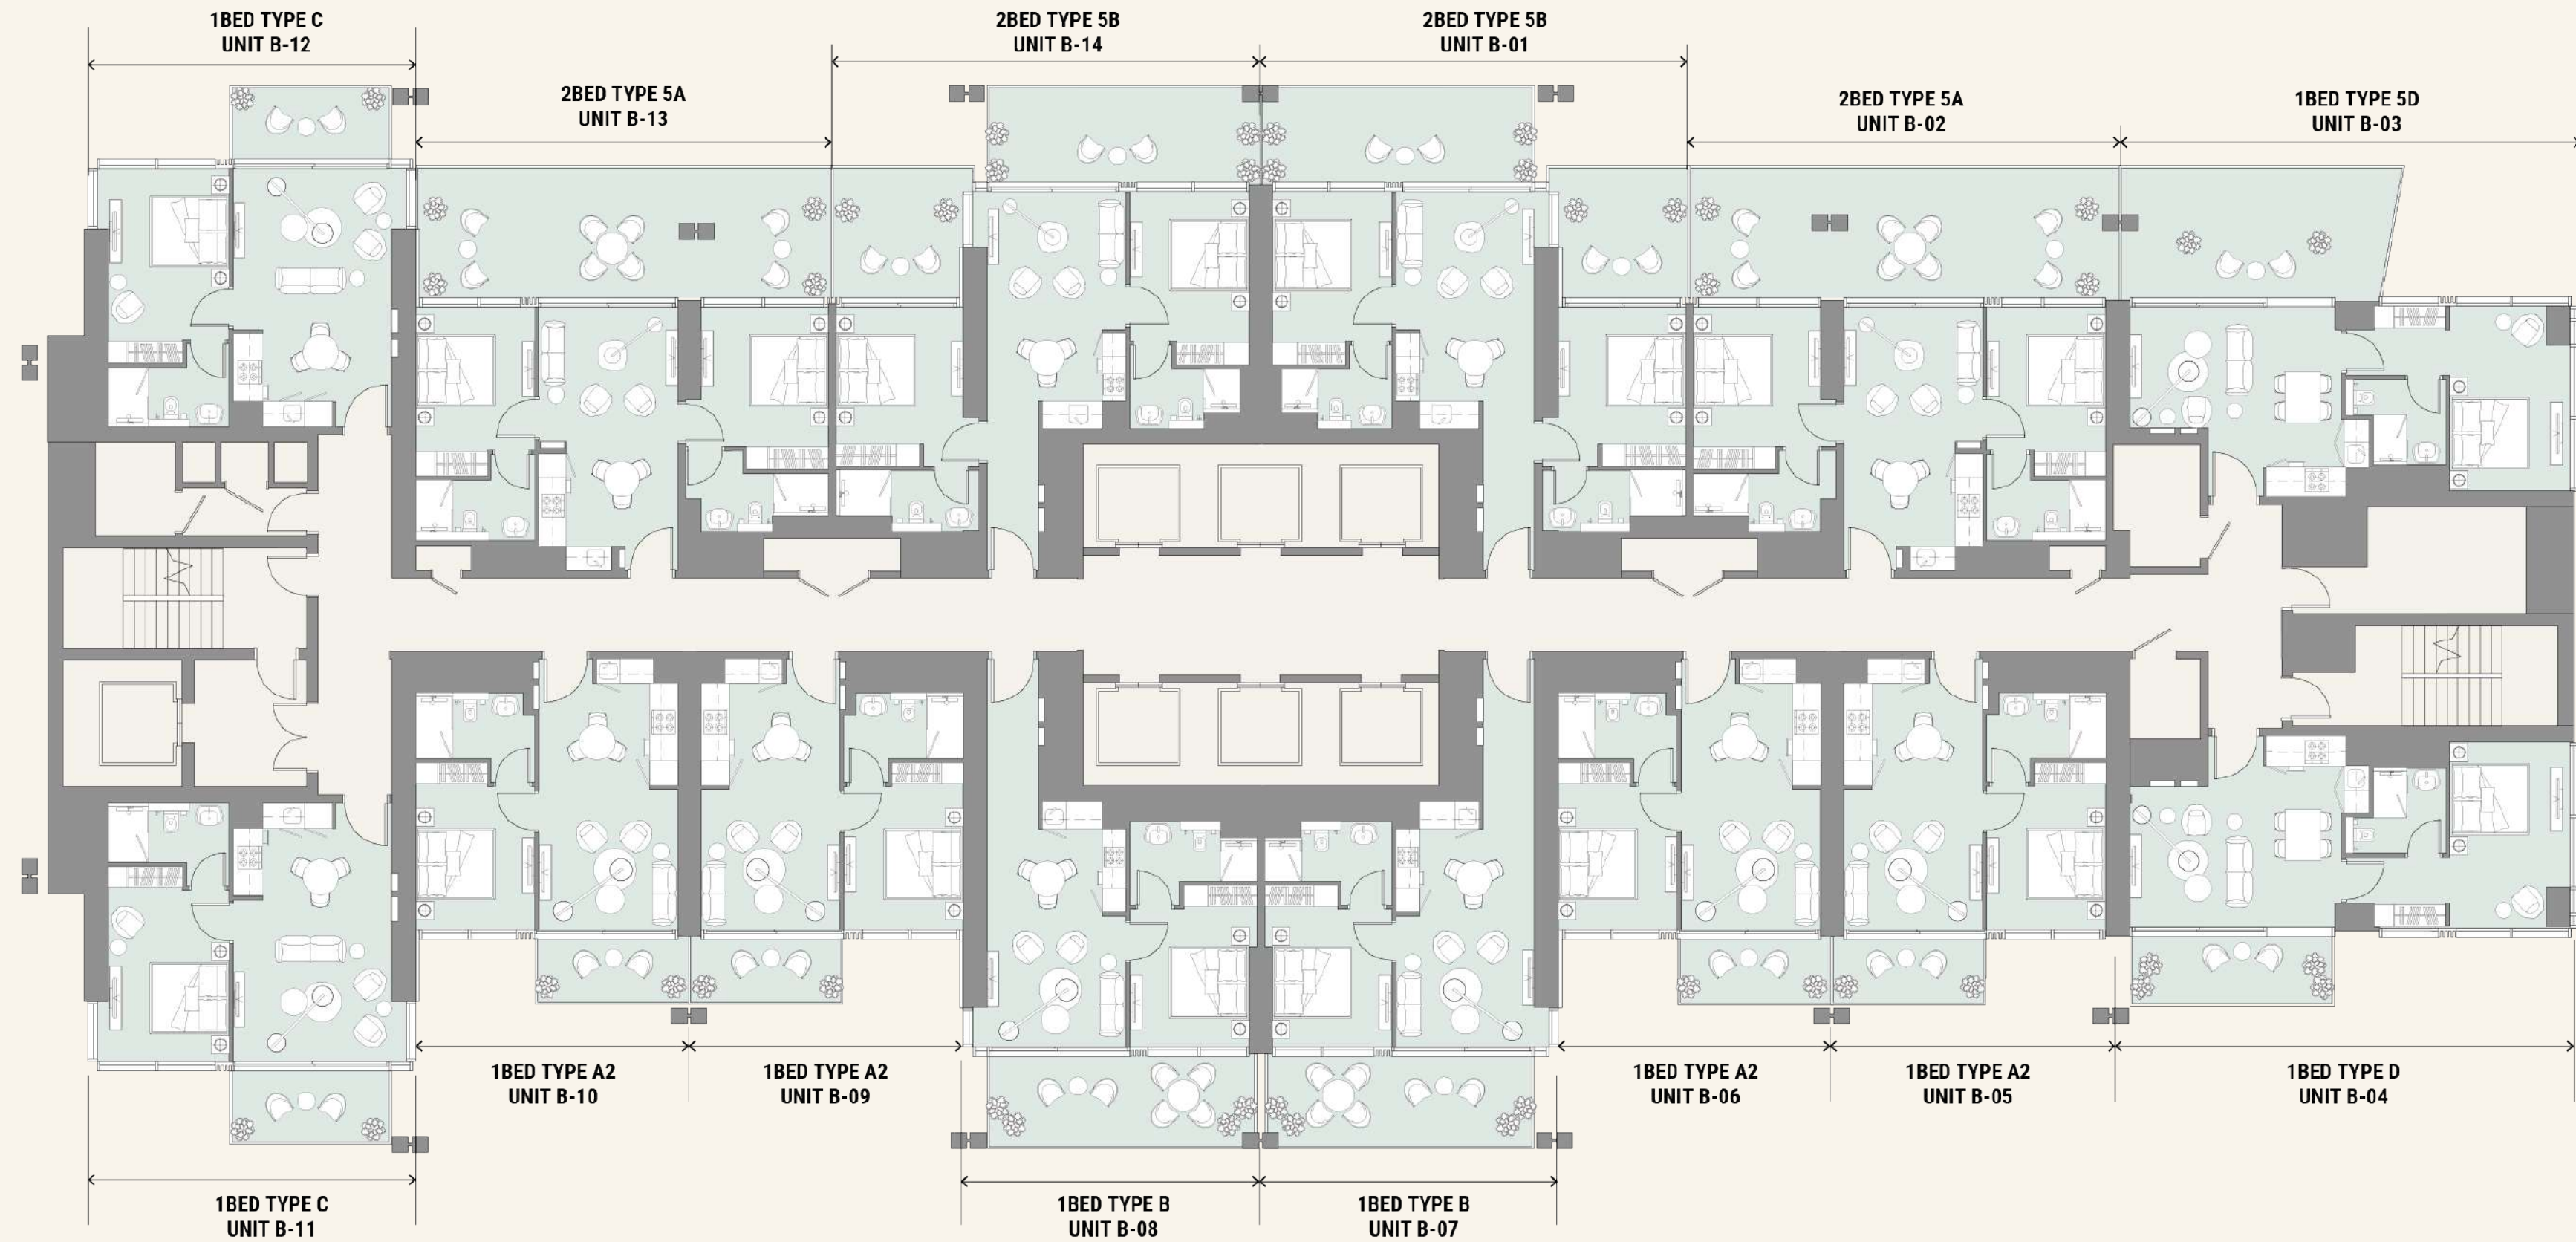 1BED TYPE C
UNIT B-12
2BED TYPE 5A
UNIT B-13
2BED TYPE 5B
UNIT B-14
2BED TYPE 5B
UNIT B-01
2BED TYPE 5A
UNIT B-02
1BED TYPE 5D
UNIT B-03
1BED TYPE C
UNIT B-11
1BED TYPE A2
UNIT B-10
1BED TYPE A2
UNIT B-09
1BED TYPE B
UNIT B-08
1BED TYPE B
UNIT B-07
1BED TYPE A2
UNIT B-06
1BED TYPE A2
UNIT B-05
1BED TYPE D
UNIT B-04